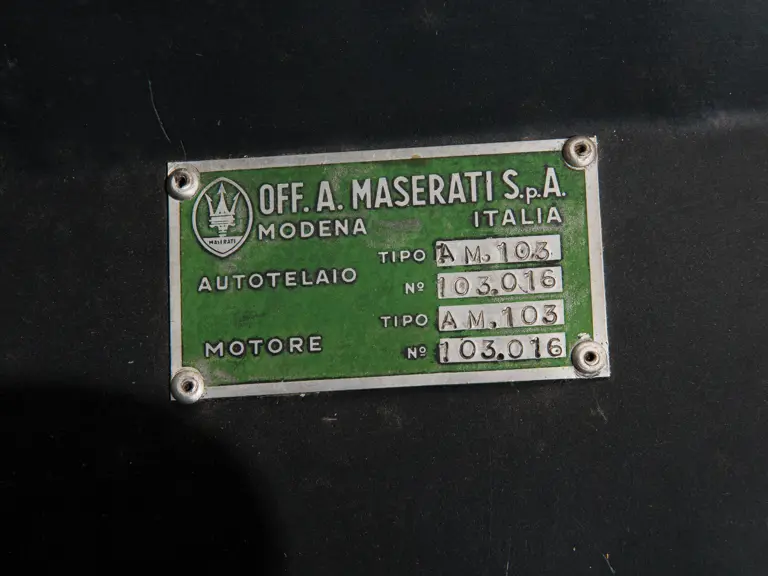 MASERATI
OFF. A. MASERATI S.p.A.
MODENA ITALIA
TIPO AM.103
AUTOTELAIO
Nº 103.016
TIPO AM.103
MOTORE
Nº 103.016